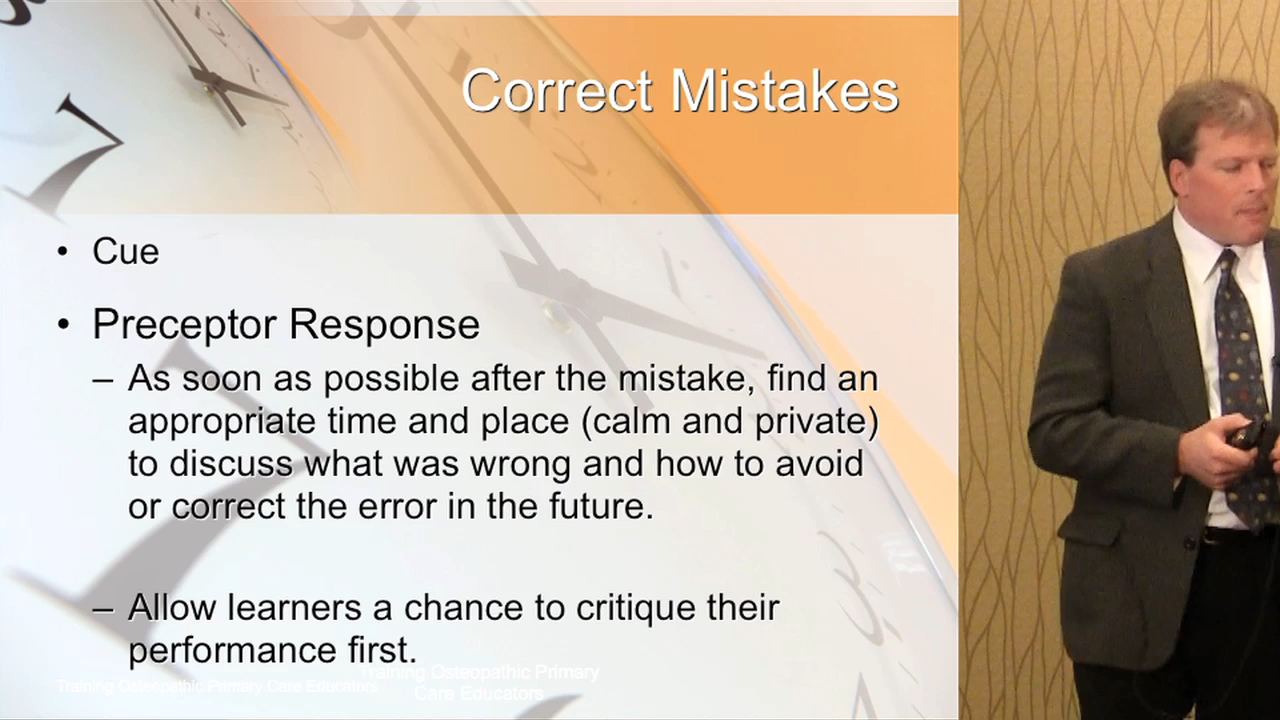 Correct Mistakes
• Cue
• Preceptor Response
– As soon as possible after the mistake, find an
appropriate time and place (calm and private)
to discuss what was wrong and how to avoid
or correct the error in the future.
– Allow learners a chance to critique their
performance first.
Training Osteopathic Primary Care Educators
Training Osteopathic Primary
Care Educators